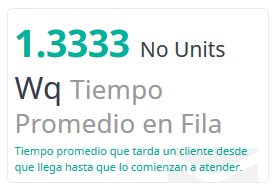 1.3333 No Units
Wq Tiempo
Promedio en Fila
Tiempo promedio que tarda un cliente desde
que llega hasta que lo comienzan a atender.